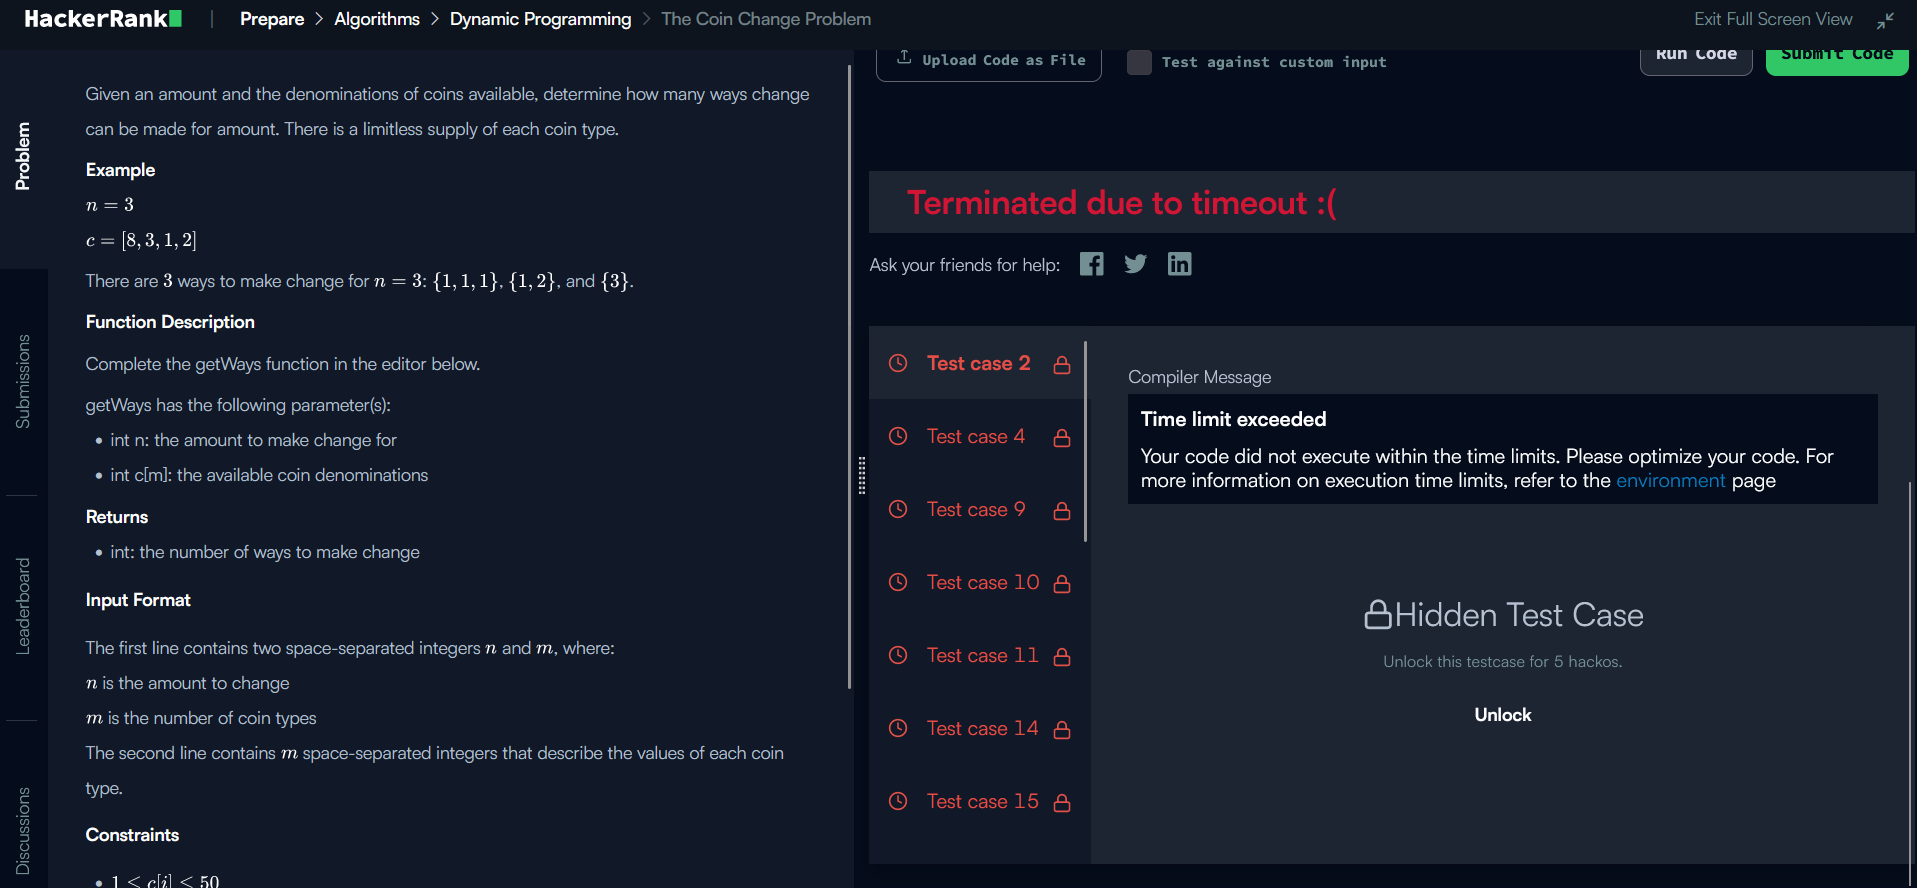 HackerRank | Prepare > Algorithms > Dynamic Programming > The Coin Change Problem
Exit Full Screen View
Problem
Submissions
Leaderboard
Discussions
Given an amount and the denominations of coins available, determine how many ways change
can be made for amount. There is a limitless supply of each coin type.
Example
n = 3
c = [8, 3, 1, 2]
There are 3 ways to make change for n = 3: {1, 1, 1}, {1, 2}, and {3}.
Function Description
Complete the getWays function in the editor below.
getWays has the following parameter(s):
• int n: the amount to make change for
• int c[m]: the available coin denominations
Returns
• int: the number of ways to make change
Input Format
The first line contains two space-separated integers n and m, where:
n is the amount to change
m is the number of coin types
The second line contains m space-separated integers that describe the values of each coin
type.
Constraints
• 1 ≤ c[i] ≤ 50
Upload Code as File
Test against custom input
Run Code
Submit Code
Terminated due to timeout :(
Ask your friends for help:
Test case 2
Test case 4
Test case 9
Test case 10
Test case 11
Test case 14
Test case 15
Compiler Message
Time limit exceeded
Your code did not execute within the time limits. Please optimize your code. For
more information on execution time limits, refer to the environment page
Hidden Test Case
Unlock this testcase for 5 hackos.
Unlock